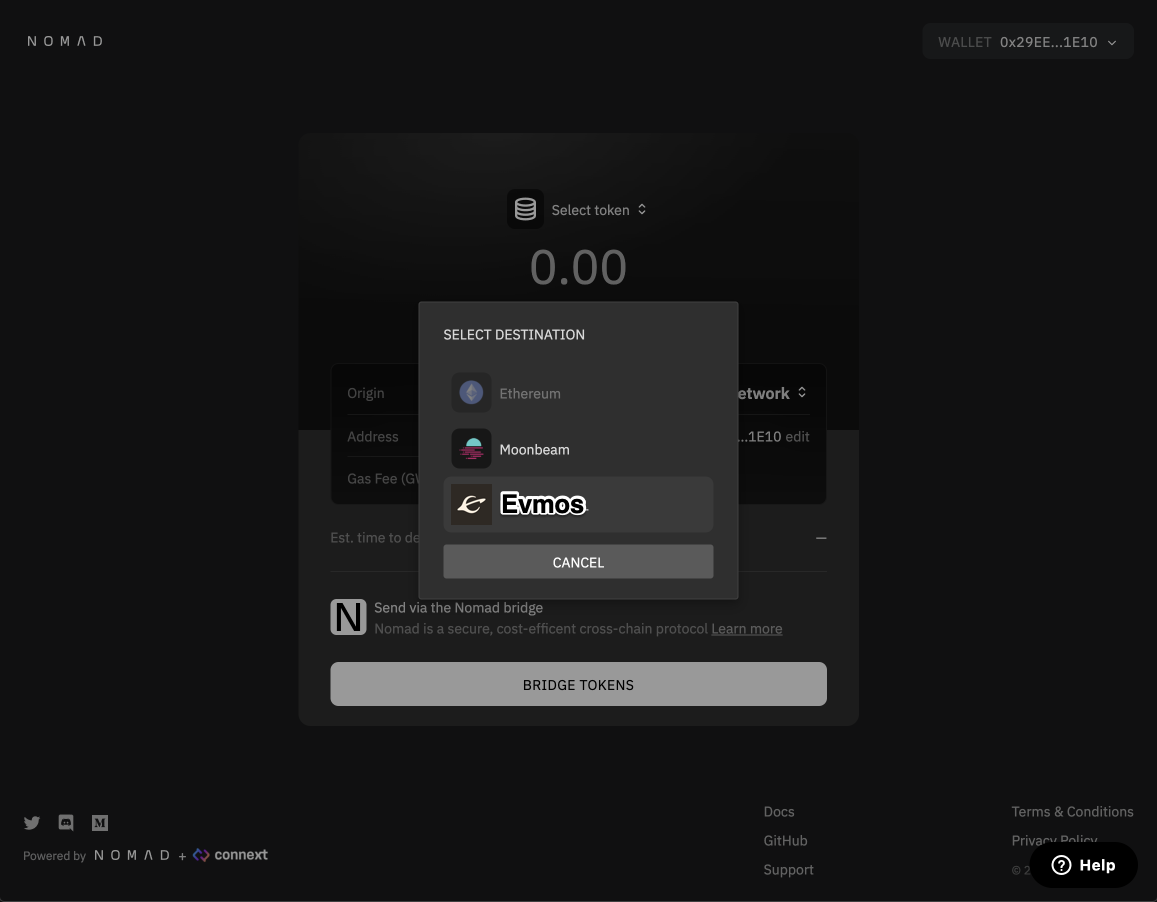 NOMAD
WALLET 0x29EE...1E10
Select token
0.00
SELECT DESTINATION
Ethereum
Origin
etwork
Moonbeam
Address
...1E10 edit
Gas Fee (G
Evmos
Est. time to de
—
CANCEL
N
Send via the Nomad bridge
Nomad is a secure, cost-efficent cross-chain protocol Learn more
BRIDGE TOKENS
Docs
Terms & Conditions
GitHub
Privacy Policy
Powered by NOMAD + connext
Support
© 2
Help